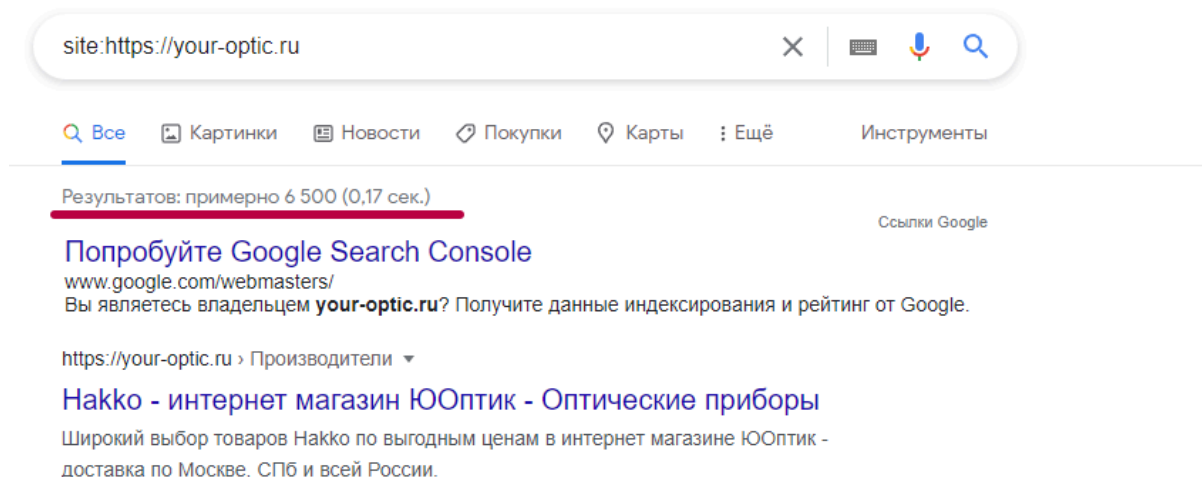 site:https://your-optic.ru
Все Картинки Новости Покупки Карты Ещё Инструменты
Результатов: примерно 6 500 (0,17 сек.)
Ссылки Google
Попробуйте Google Search Console
www.google.com/webmasters/
Вы являетесь владельцем your-optic.ru? Получите данные индексирования и рейтинг от Google.
https://your-optic.ru › Производители
Hakko - интернет магазин ЮОптик - Оптические приборы
Широкий выбор товаров Hakko по выгодным ценам в интернет магазине ЮОптик -
доставка по Москве, СПб и всей России.